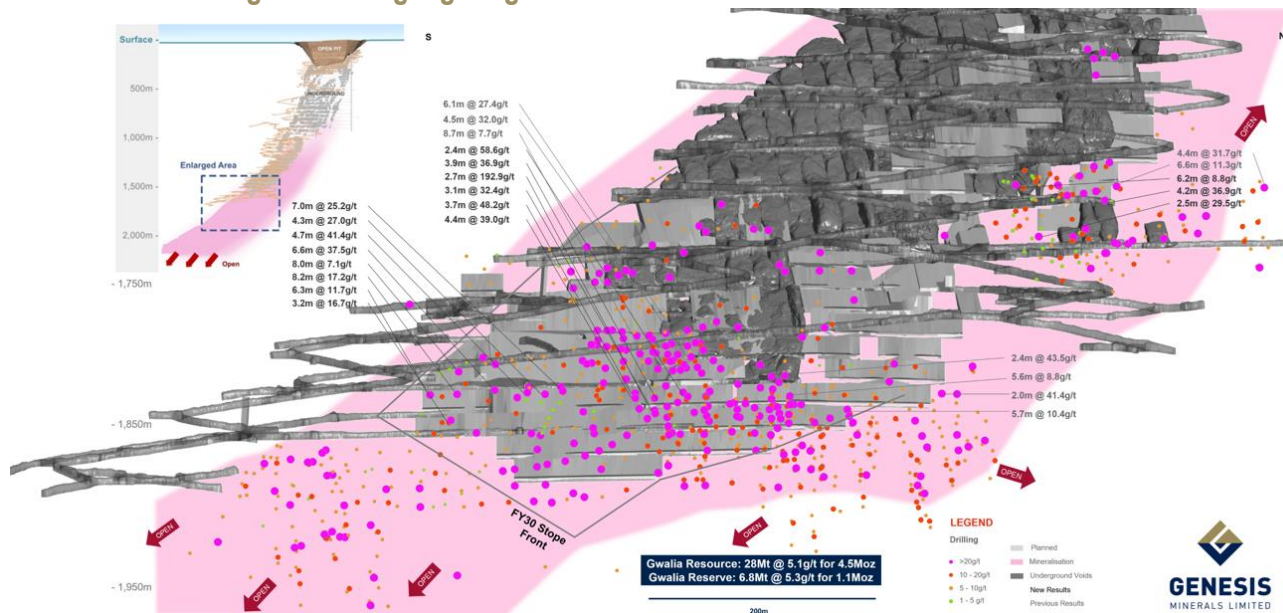 Surface -
OPEN PIT
UNDERGROUND
500m -
1,000m -
Enlarged Area
1,500m -
2,000m -
Open
S
N
6.1m @ 27.4g/t
4.5m @ 32.0g/t
8.7m @ 7.7g/t
2.4m @ 58.6g/t
3.9m @ 36.9g/t
2.7m @ 192.9g/t
3.1m @ 32.4g/t
3.7m @ 48.2g/t
4.4m @ 39.0g/t
7.0m @ 25.2g/t
4.3m @ 27.0g/t
4.7m @ 41.4g/t
6.6m @ 37.5g/t
8.0m @ 7.1g/t
8.2m @ 17.2g/t
6.3m @ 11.7g/t
3.2m @ 16.7g/t
OPEN
4.4m @ 31.7g/t
6.6m @ 11.3g/t
6.2m @ 8.8g/t
4.2m @ 36.9g/t
2.5m @ 29.5g/t
- 1,750m
2.4m @ 43.5g/t
5.6m @ 8.8g/t
2.0m @ 41.4g/t
5.7m @ 10.4g/t
- 1,850m
OPEN
FY30 Stope
Front
OPEN
OPEN
OPEN
OPEN
- 1,950m
Gwalia Resource: 28Mt @ 5.1g/t for 4.5Moz
Gwalia Reserve: 6.8Mt @ 5.3g/t for 1.1Moz
200m
LEGEND
Drilling
>20g/t
10 - 20g/t
5 - 10g/t
1 - 5 g/t
Planned
Mineralisation
Underground Voids
New Results
Previous Results
GENESIS
MINERALS LIMITED